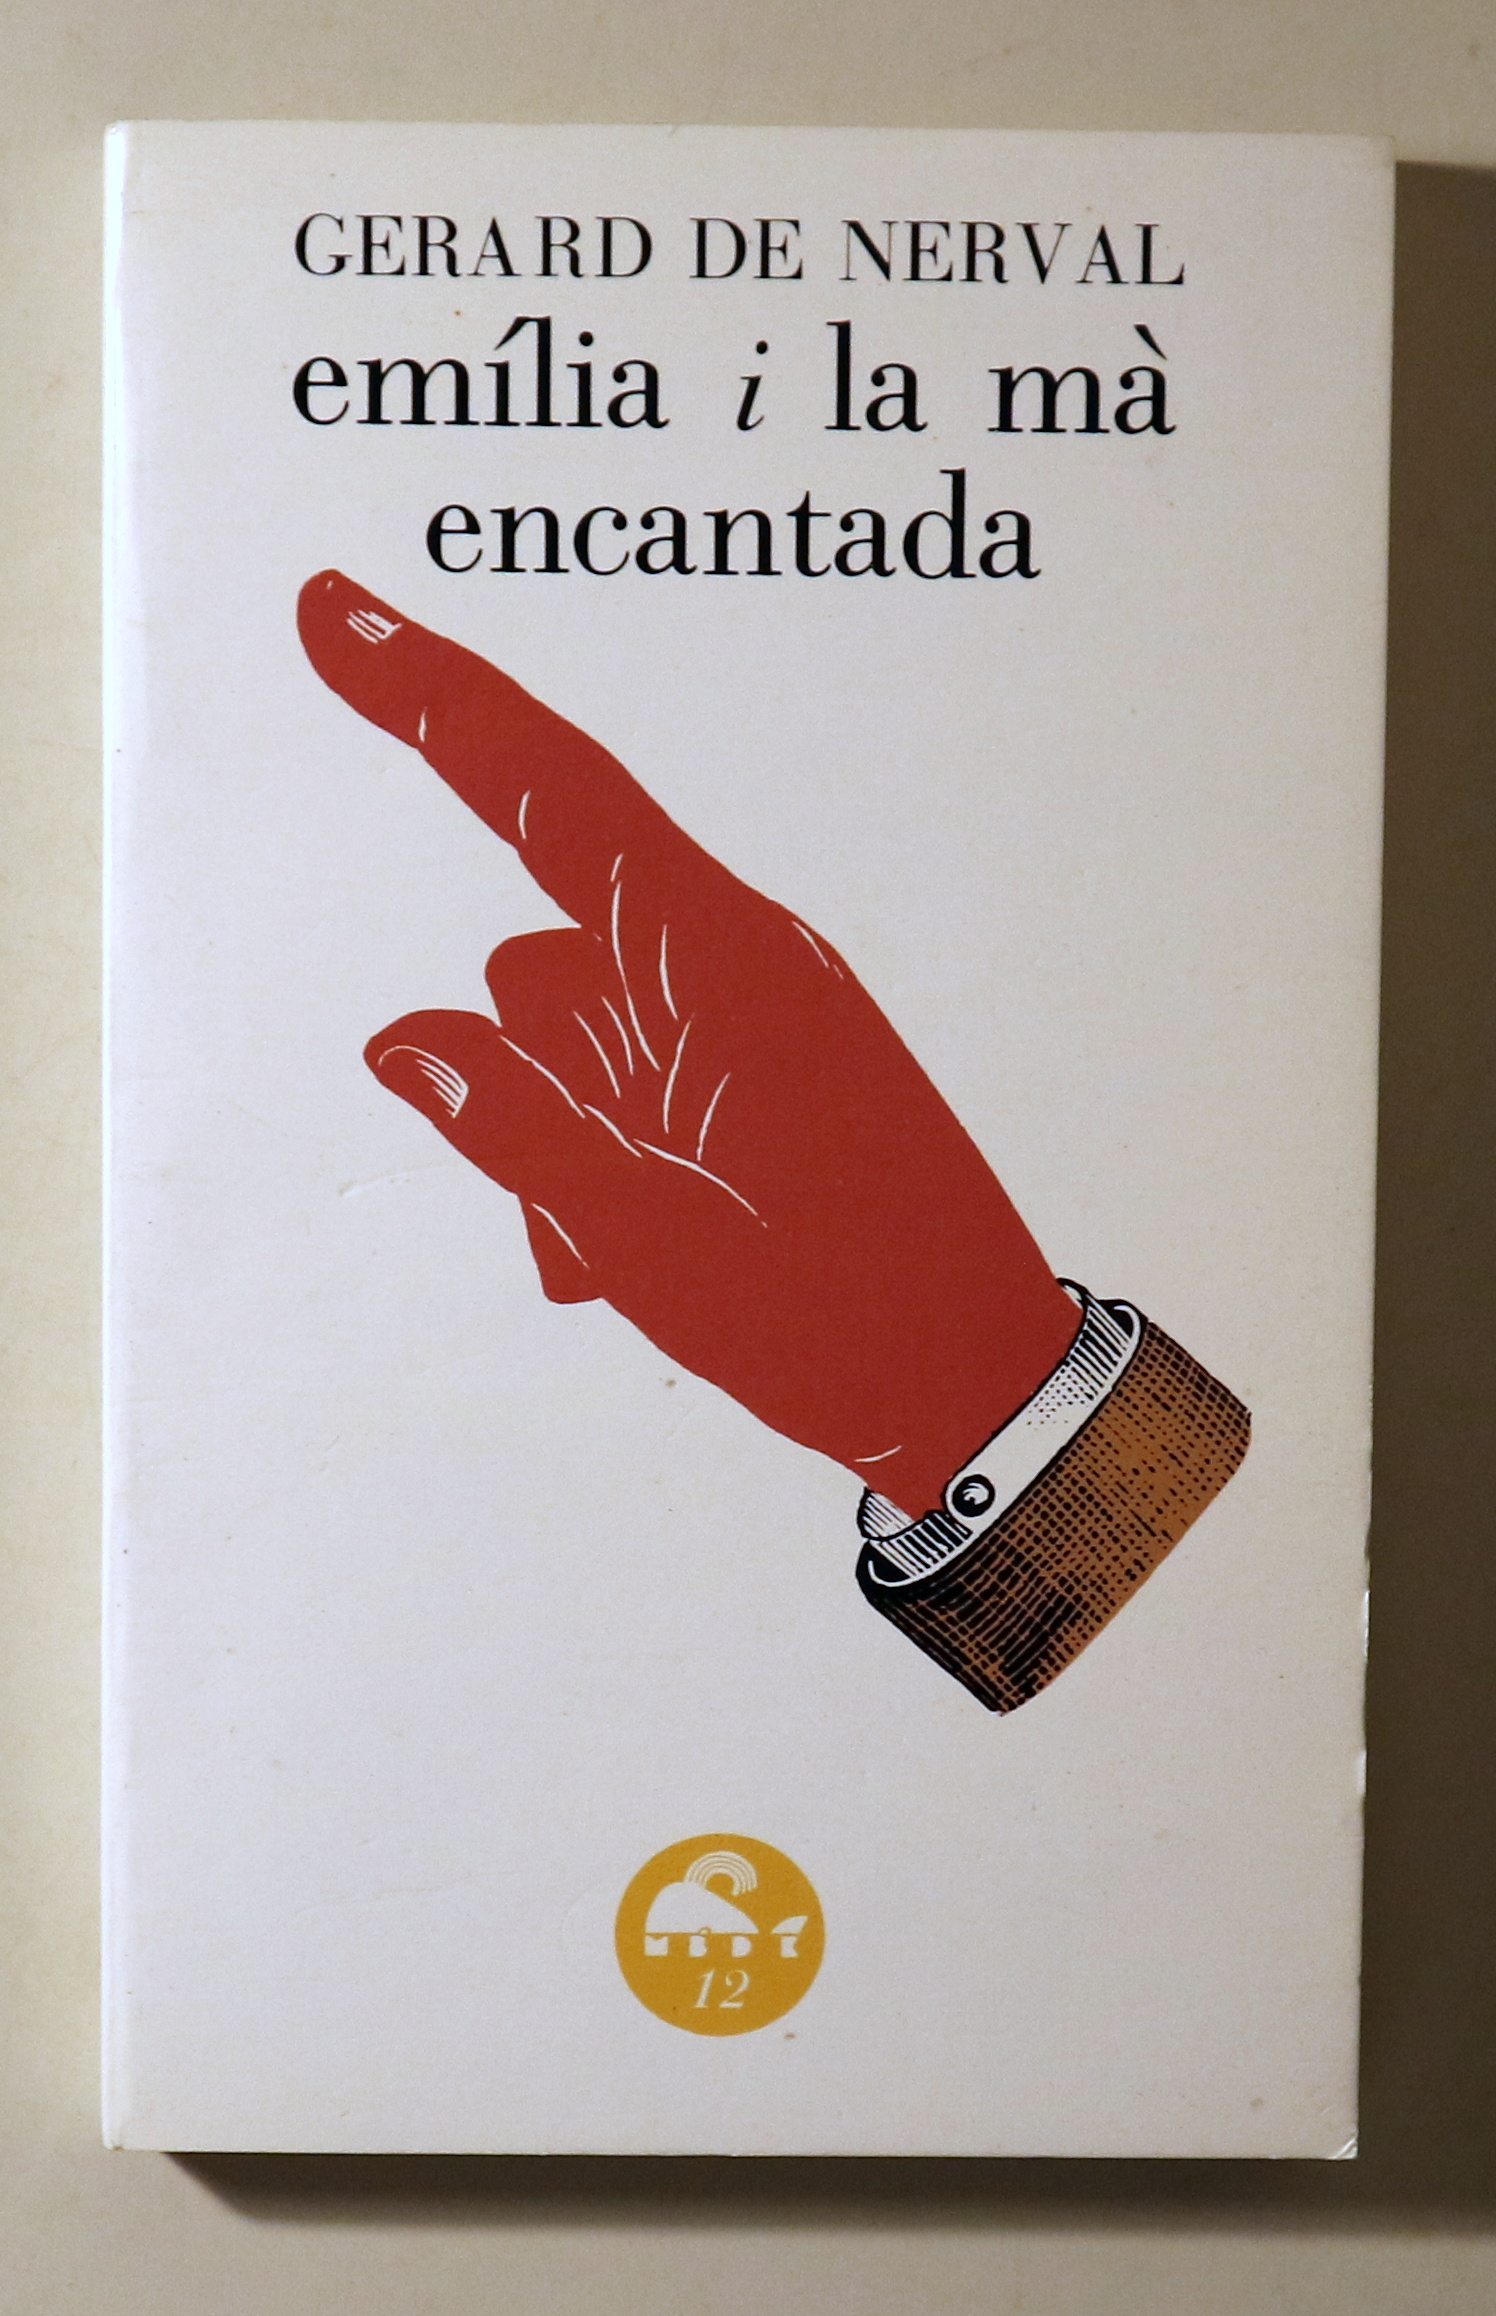 GERARD DE NERVAL
emília i la mà
encantada
12